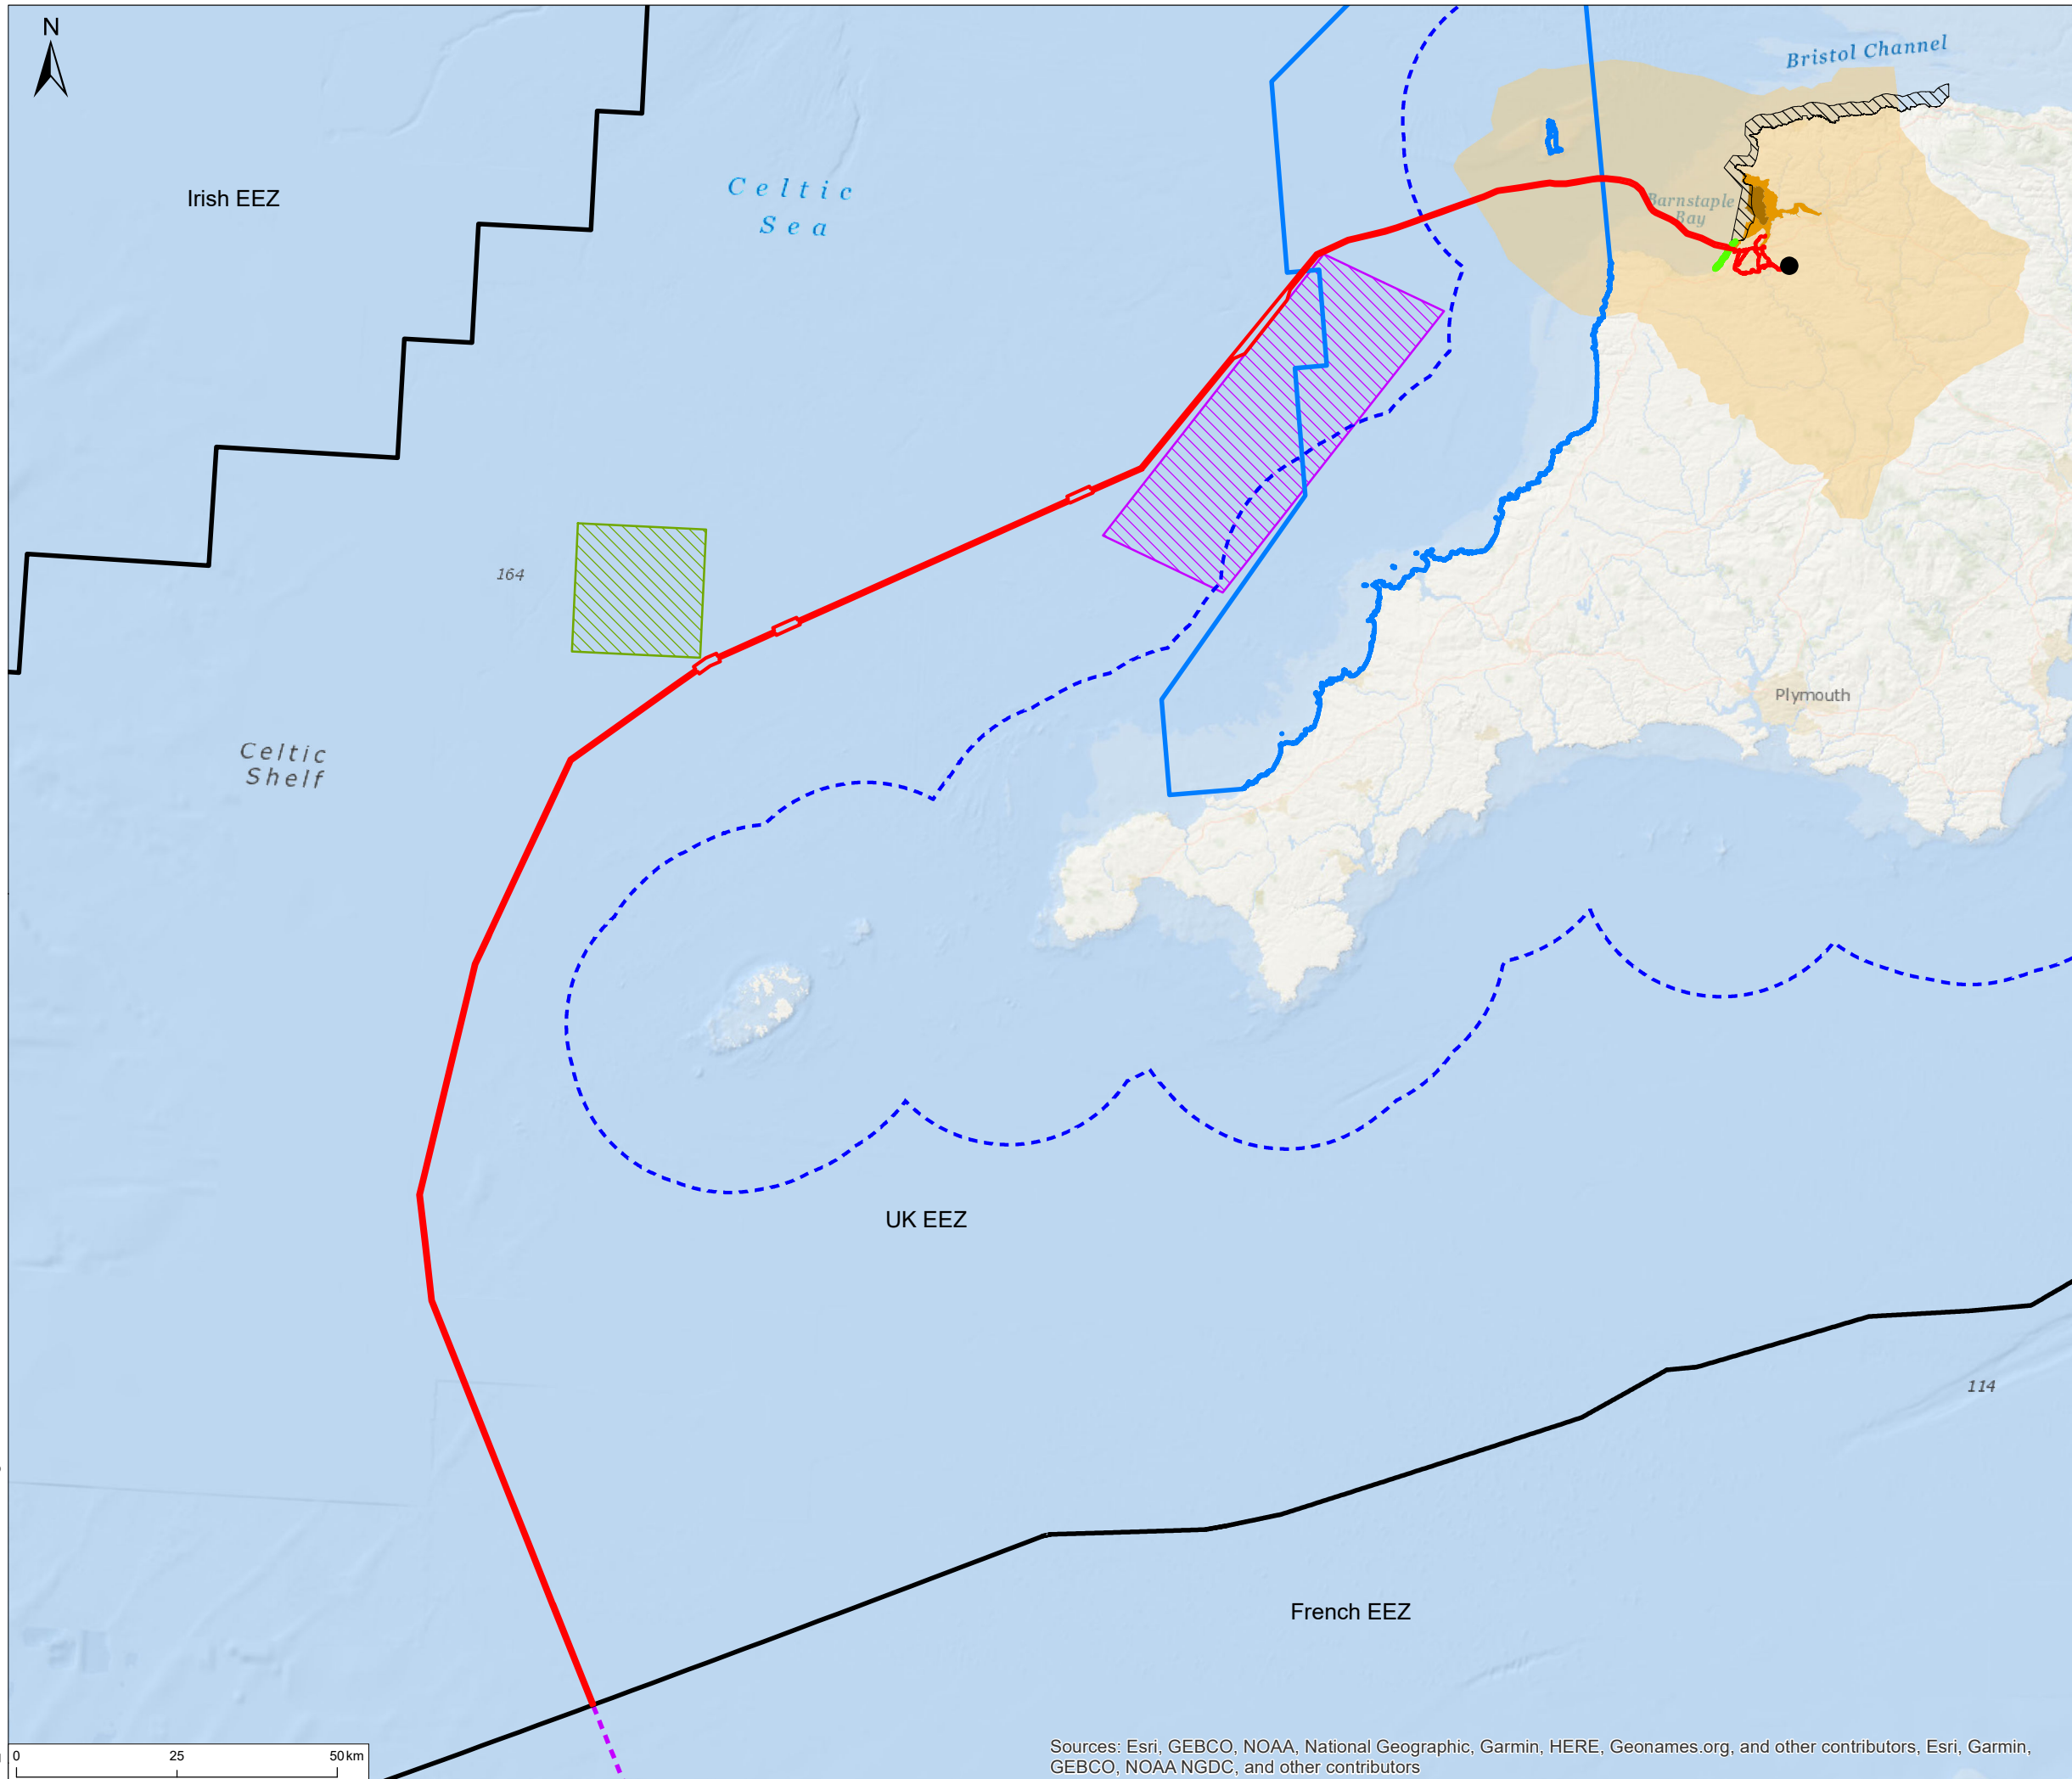 N
Bristol Channel
Irish EEZ
Celtic
Sea
Barnstaple
Bay
164
Plymouth
Celtic
Shelf
UK EEZ
114
French EEZ
0 25 50 km
Sources: Esri, GEBCO, NOAA, National Geographic, Garmin, HERE, Geonames.org, and other contributors, Esri, Garmin,
GEBCO, NOAA NGDC, and other contributors